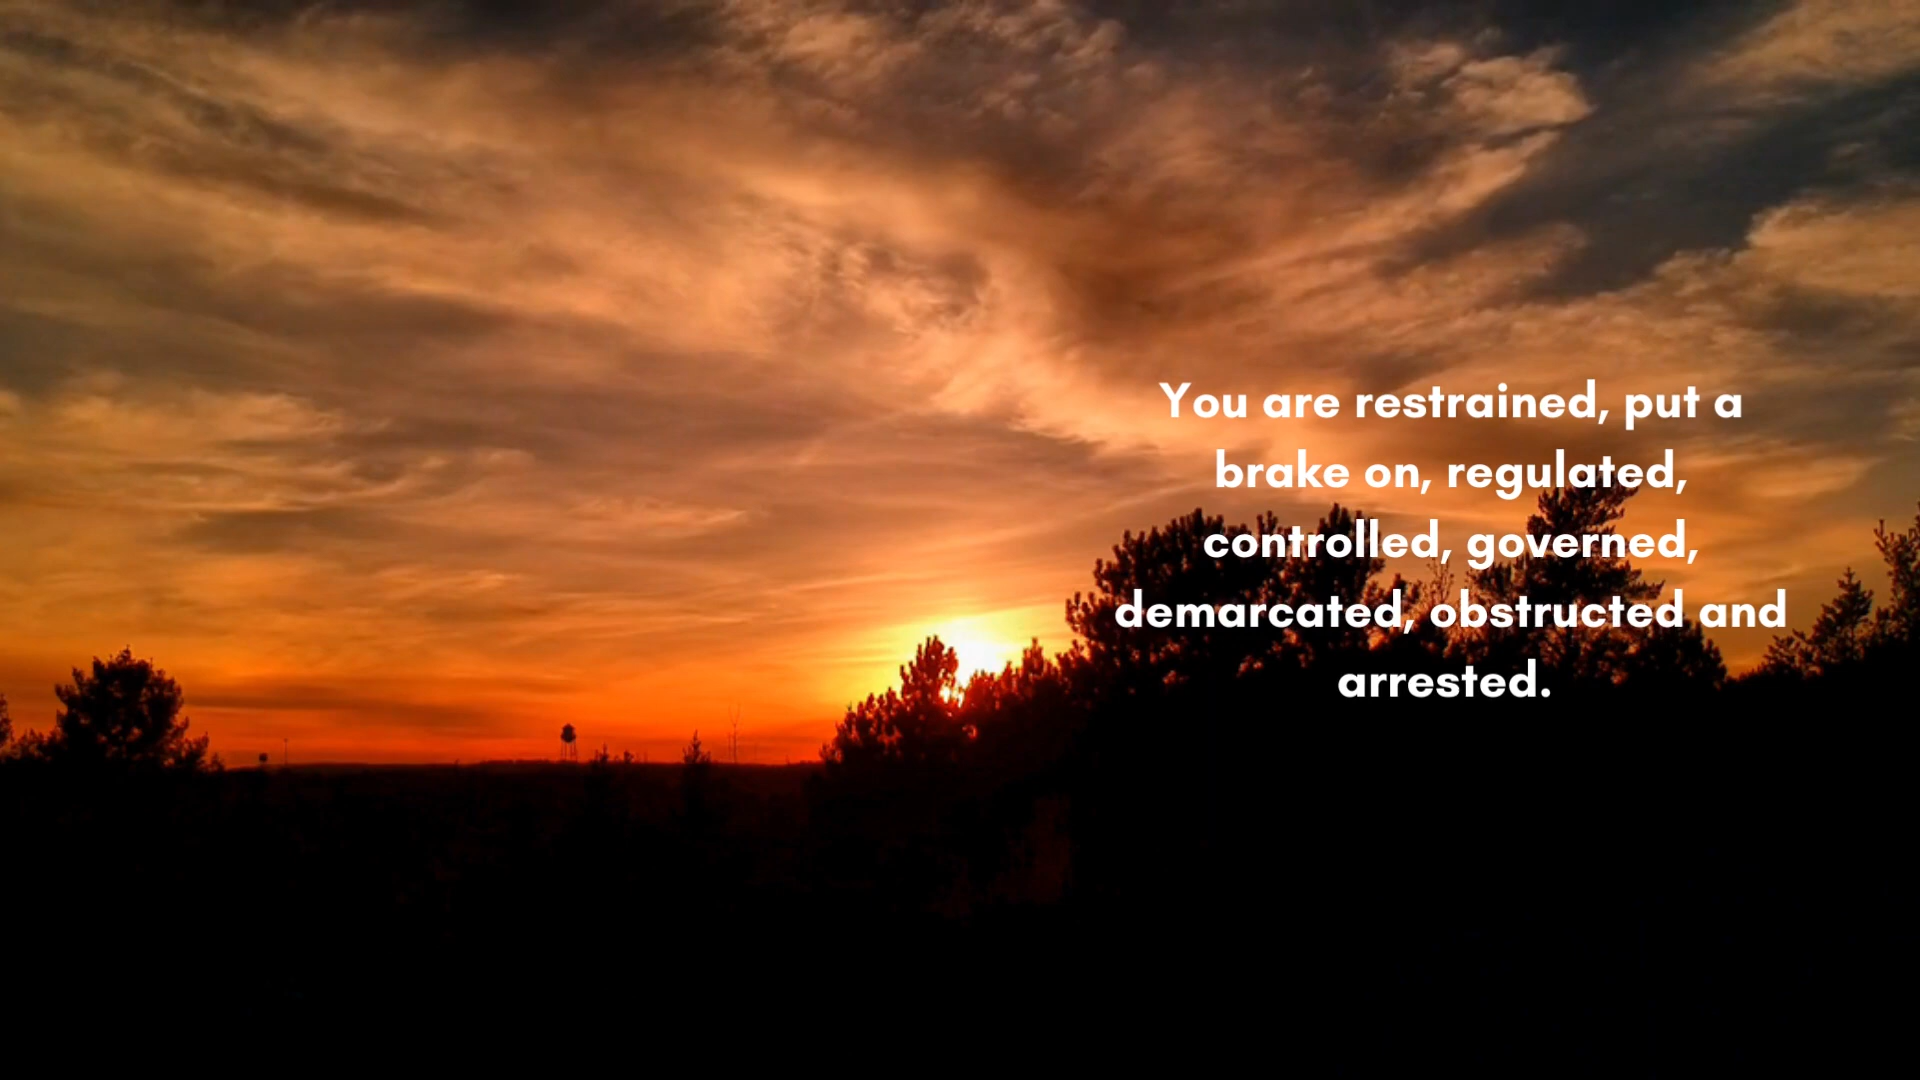 You are restrained, put a
brake on, regulated,
controlled, governed,
demarcated, obstructed and
arrested.